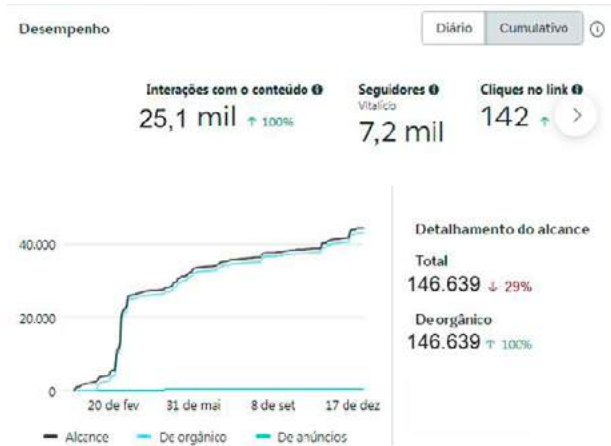 Desempenho
Diário
Cumulativo
Interações com o conteúdo
Seguidores
Cliques no link
Vitalício
25,1 mil ↑ 100%
7,2 mil
142 ↑
40.000
20.000
0
20 de fev
31 de mai
8 de set
17 de dez
Alcance
De orgânico
De anúncios
Detalhamento do alcance
Total
146.639 ↓ 29%
De orgânico
146.639 ↑ 100%